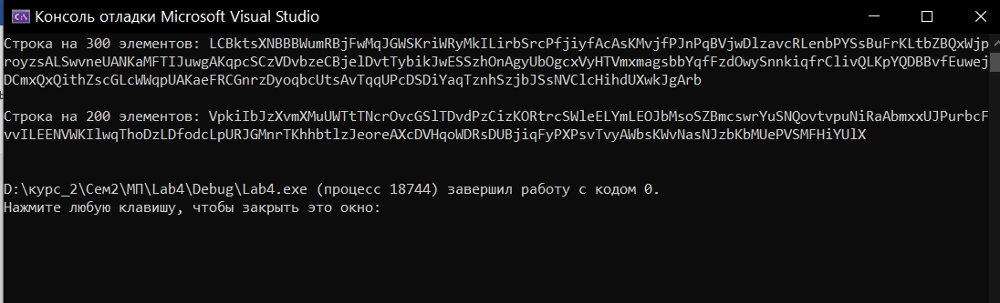 Консоль отладки Microsoft Visual Studio
Строка на 300 элементов: LCBktsXNBBBWumRBjFwMqJGWSKriWRyMkILirbSrcPfjiyfAcAsKMvjfPJnPqBVjwDlzavcRLenbPYSsBuFrKLtbZBQxWjp
royzsALSwvneUANKaMFTIJuwgAKqpcSCzVDvbzeCBjelDvtTybikJwESSzhOnAgyUbOgcxVyHTVmxmagsbbYqfFzdOwySnnkiqfrClivQLKpYQDBBvfEuwej
DCmxQxQithZscGLcWWqpUAKaeFRCGnrzDyoqbcUtsAvTqqUPcDSDiYaqTznhSzjbJSsNVClcHihdUXwkJgArb
Строка на 200 элементов: VpkiIbJzXvmXMuUWTtTNcrOvcGSlTDvdPzCizKORtrcSWleELYmLEOJbMsoSZBmcswrYuSNQovtvpuNiRaAbmxxUJPurbcF
vvILEENVWKIlwqThoDzLDfodcLpURJGMnrTKhhbtlzJeoreAXcDVHqoWDRsDUBjiqFyPXPsvTvyAWbsKWvNasNJzbKbMUePVSMFHiYUlX
D:\курс_2\Сем2\МП\Lab4\Debug\Lab4.exe (процесс 18744) завершил работу с кодом 0.
Нажмите любую клавишу, чтобы закрыть это окно: